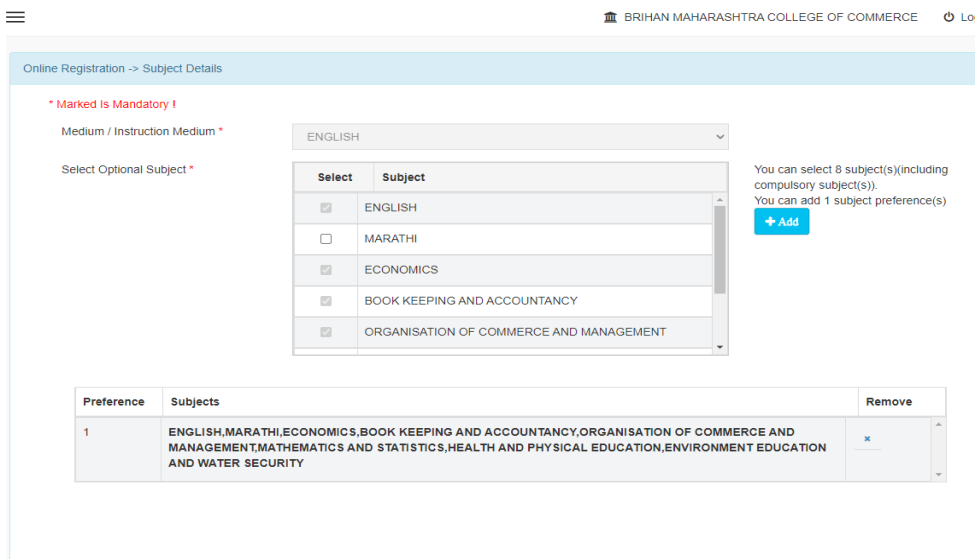 BRIHAN MAHARASHTRA COLLEGE OF COMMERCE
Online Registration -> Subject Details
* Marked Is Mandatory !
Medium / Instruction Medium *
ENGLISH
Select Optional Subject *
Select Subject
ENGLISH
MARATHI
ECONOMICS
BOOK KEEPING AND ACCOUNTANCY
ORGANISATION OF COMMERCE AND MANAGEMENT
You can select 8 subject(s)(including
compulsory subject(s)).
You can add 1 subject preference(s)
+ Add
Preference Subjects Remove
1 ENGLISH,MARATHI,ECONOMICS,BOOK KEEPING AND ACCOUNTANCY,ORGANISATION OF COMMERCE AND
MANAGEMENT,MATHEMATICS AND STATISTICS,HEALTH AND PHYSICAL EDUCATION,ENVIRONMENT EDUCATION
AND WATER SECURITY